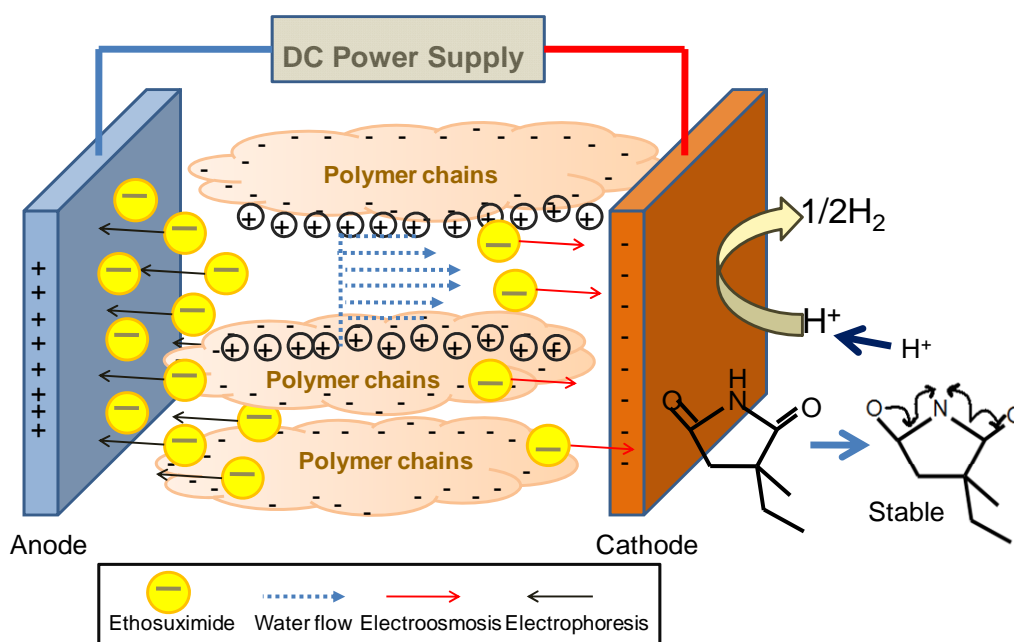 DC Power Supply
Polymer chains
Polymer chains
Polymer chains
1/2H₂
H⁺
H⁺
H
N
O
O
O
N
O
Stable
Anode
Cathode
Ethosuximide
Water flow
Electroosmosis
Electrophoresis